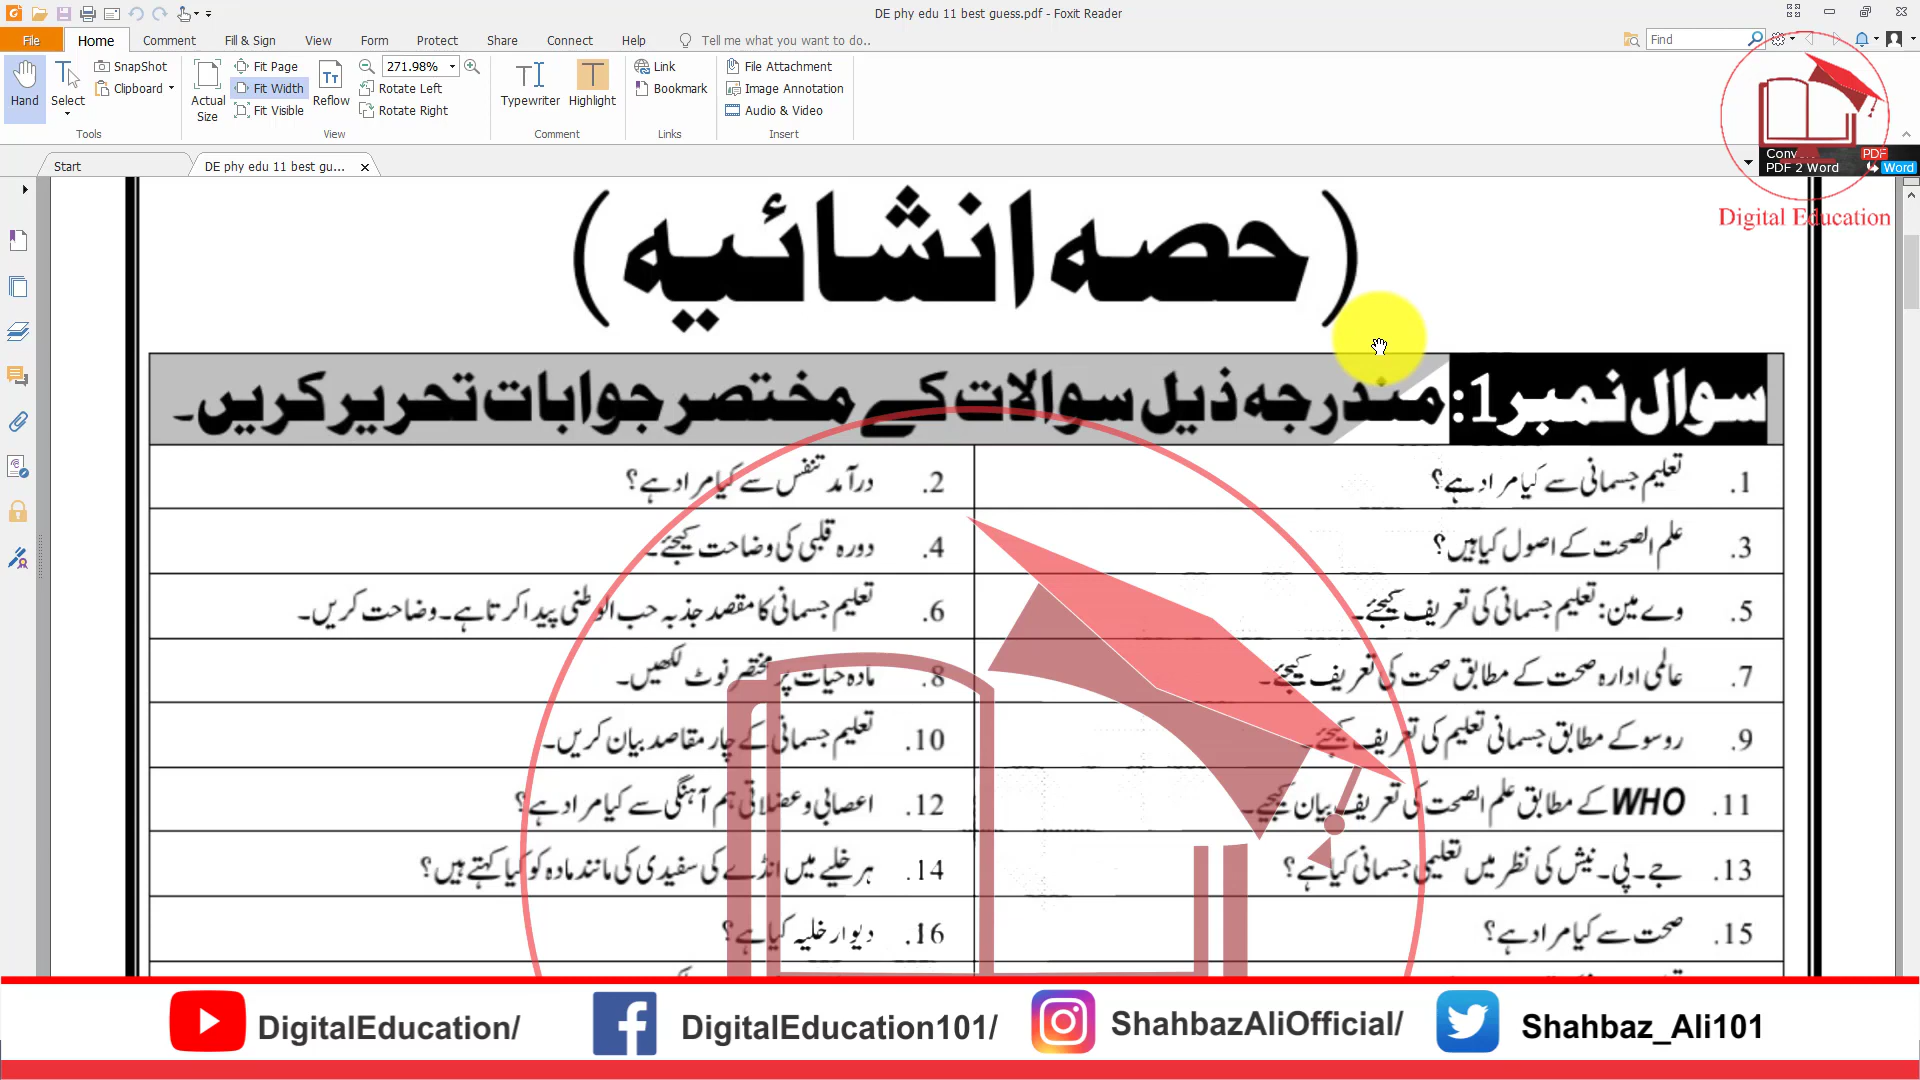 DE phy edu 11 best guess.pdf - Foxit Reader
File Home Comment Fill & Sign View Form Protect Share Connect Help Tell me what you want to do.. Find
Hand Select SnapShot Clipboard Actual Size Fit Page Fit Width Fit Visible Reflow 271.98% Rotate Left Rotate Right Typewriter Highlight Link Bookmark File Attachment Image Annotation Audio & Video
Tools View Comment Links Insert
Start DE phy edu 11 best gu...
PDF
PDF 2 Word Word
Digital Education
(حصہ انشائیہ)
سوال نمبر 1: مندرجہ ذیل سوالات کے مختصر جوابات تحریر کریں۔
1. تعلیم جسمانی سے کیا مراد ہے؟
2. درآمد تنفس سے کیا مراد ہے؟
3. علم الصحت کے اصول کیا ہیں؟
4. دورہ قلبی کی وضاحت کیجئے۔
5. وے مین: تعلیم جسمانی کی تعریف کیجئے۔
6. تعلیم جسمانی کا مقصد جذبہ حب الوطنی پیدا کرتا ہے۔ وضاحت کریں۔
7. عالمی ادارہ صحت کے مطابق صحت کی تعریف کیجئے۔
8. مادہ حیات پر مختصر نوٹ لکھیں۔
9. روسو کے مطابق جسمانی تعلیم کی تعریف کیجئے۔
10. تعلیم جسمانی کے چار مقاصد بیان کریں۔
11. WHO کے مطابق علم الصحت کی تعریف بیان کیجیے۔
12. اعصابی و عضلاتی ہم آہنگی سے کیا مراد ہے؟
13. جے۔پی۔نیش کی نظر میں تعلیمی جسمانی کیا ہے؟
14. ہر خلیے میں انڈے کی سفیدی کی مانند مادہ کو کیا کہتے ہیں؟
15. صحت سے کیا مراد ہے؟
16. دیوار خلیہ کیا ہے؟
DigitalEducation/ DigitalEducation101/ ShahbazAliOfficial/ Shahbaz_Ali101